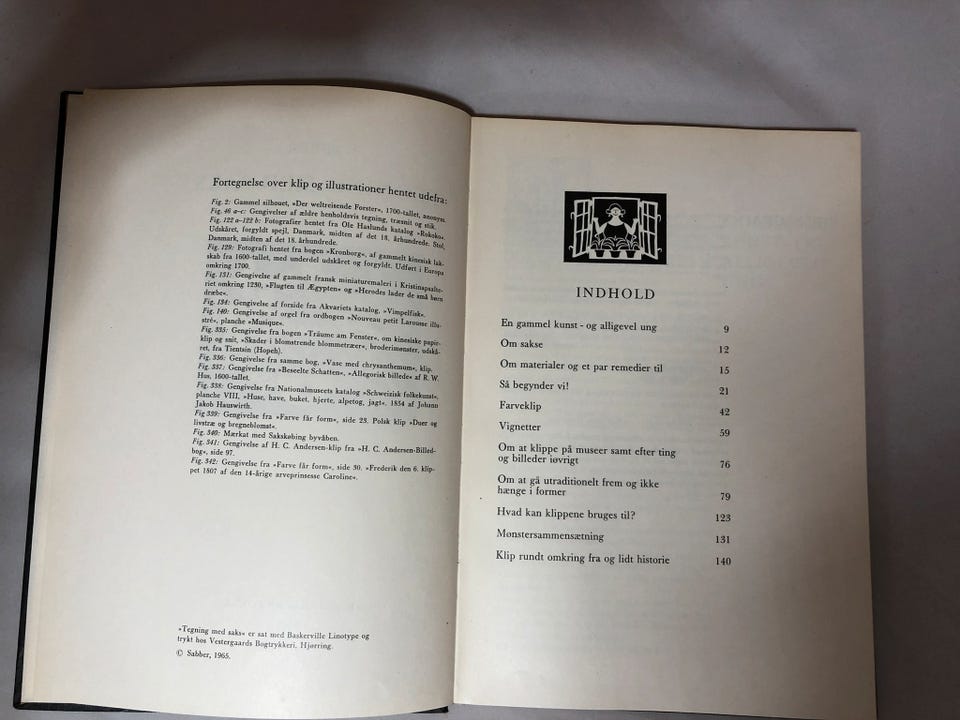 Fortegnelse over klip og illustrationer hentet udefra:
Fig. 2: Gammel silhouet, »Der weltreisende Forster«, 1700-tallet, anonym.
Fig. 46 a-c: Gengivelser af ældre henholdsvis tegning, træsnit og stik.
Fig. 122 a-122 b: Fotografier hentet fra Ole Haslunds katalog »Rokoko«.
Udskåret, forgyldt spejl, Danmark, midten af det 18. århundrede. Stol,
Danmark, midten af det 18. århundrede.
Fig. 129: Fotografi hentet fra bogen »Kronborg«, af gammelt kinesisk lak-
skab fra 1600-tallet, med underdel udskåret og forgyldt. Udført i Europa
omkring 1700.
Fig. 131: Gengivelse af gammelt fransk miniaturemaleri i Kristinapsalte-
riet omkring 1230, »Flugten til Ægypten« og »Herodes lader de små børn
dræbe«.
Fig. 134: Gengivelse af forside fra Akvariets katalog, »Vimpelfisk«.
Fig. 140: Gengivelse af orgel fra ordbogen »Nouveau petit Larousse illu-
stré«, planche »Musique«.
Fig. 335: Gengivelse fra bogen »Träume am Fenster«, om kinesiske papir-
klip og snit, »Skader i blomstrende blommetræer«, broderimønster, udskå-
ret, fra Tientsin (Hopeh).
Fig. 336: Gengivelse fra samme bog, »Vase med chrysanthemum«, klip.
Fig. 337: Gengivelse fra »Beseelte Schatten«, »Allegorisk billede« af R. W.
Hus, 1600-tallet.
Fig. 338: Gengivelse fra Nationalmuseets katalog »Schweizisk folkekunst«,
planche VIII, »Huse, have, buket, hjerte, alpetog, jagt«. 1854 af Johann
Jakob Hauswirth.
Fig 339: Gengivelse fra »Farve får form«, side 23. Polsk klip »Duer og
livstræ og bregneblomst«.
Fig. 340: Mærkat med Sakskøbing byvåben.
Fig. 341: Gengivelse af H. C. Andersen-klip fra »H. C. Andersen-Billed-
bog«, side 97.
Fig. 342: Gengivelse fra »Farve får form«, side 30. »Frederik den 6. klip-
pet 1807 af den 14-årige arveprinsesse Caroline«.
»Tegning med saks« er sat med Baskerville Linotype og
trykt hos Vestergaards Bogtrykkeri, Hjørring.
© Sabber, 1965.
INDHOLD
En gammel kunst - og alligevel ung 9
Om sakse 12
Om materialer og et par remedier til 15
Så begynder vi! 21
Farveklip 42
Vignetter 59
Om at klippe på museer samt efter ting
og billeder iøvrigt 76
Om at gå utraditionelt frem og ikke
hænge i former 79
Hvad kan klippene bruges til? 123
Mønstersammensætning 131
Klip rundt omkring fra og lidt historie 140